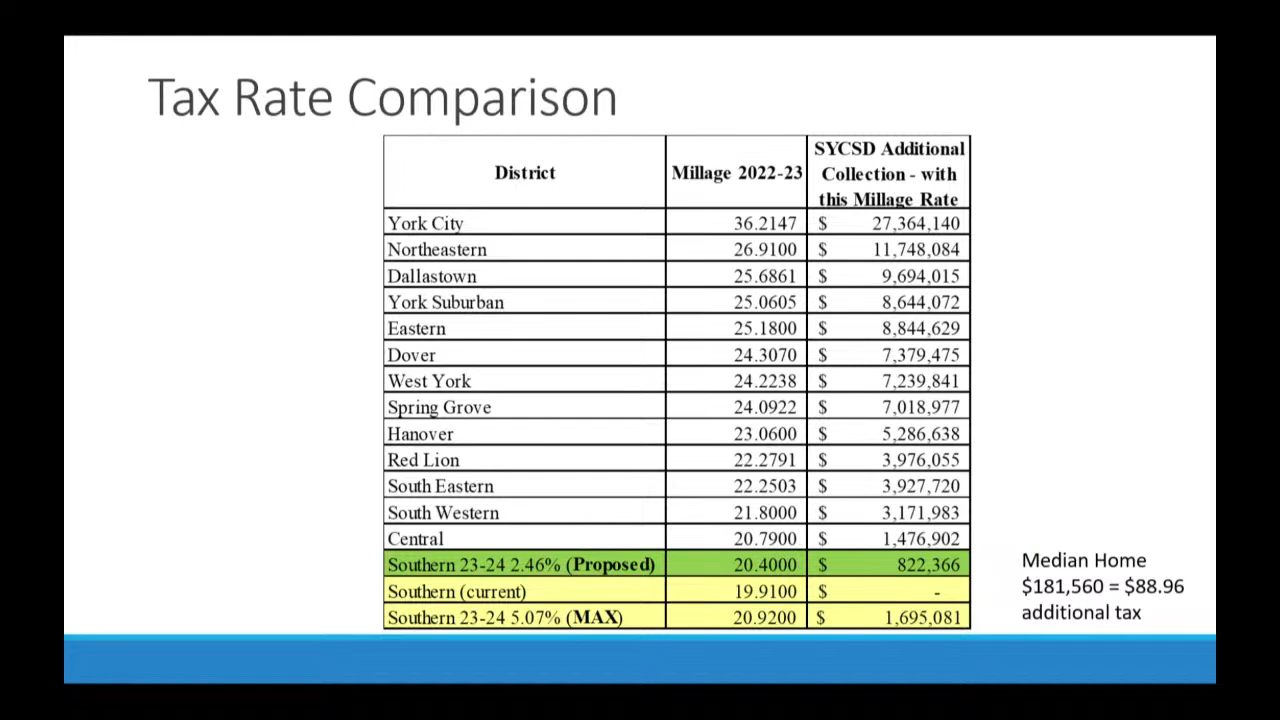 Tax Rate Comparison
District Millage 2022-23 SYCSD Additional
Collection - with
this Millage Rate
York City 36.2147 $ 27,364,140
Northeastern 26.9100 $ 11,748,084
Dallastown 25.6861 $ 9,694,015
York Suburban 25.0605 $ 8,644,072
Eastern 25.1800 $ 8,844,629
Dover 24.3070 $ 7,379,475
West York 24.2238 $ 7,239,841
Spring Grove 24.0922 $ 7,018,977
Hanover 23.0600 $ 5,286,638
Red Lion 22.2791 $ 3,976,055
South Eastern 22.2503 $ 3,927,720
South Western 21.8000 $ 3,171,983
Central 20.7900 $ 1,476,902
Southern 23-24 2.46% (Proposed) 20.4000 $ 822,366
Southern (current) 19.9100 $ -
Southern 23-24 5.07% (MAX) 20.9200 $ 1,695,081
Median Home
$181,560 = $88.96
additional tax